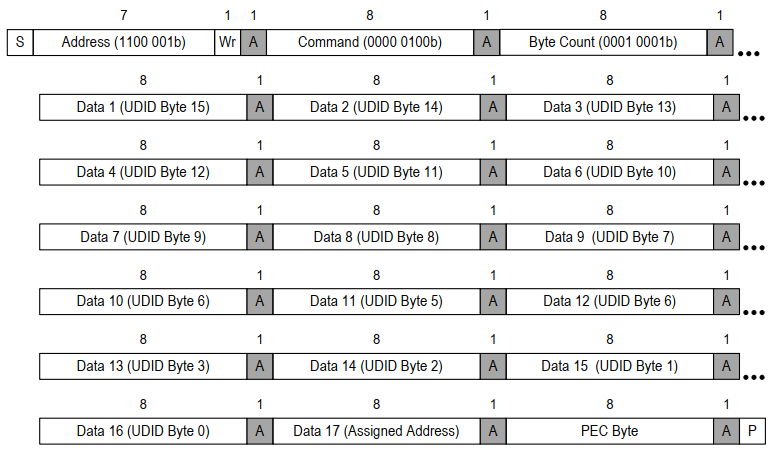 7 1 1 8 1 8 1
S Address (1100 001b) Wr A Command (0000 0100b) A Byte Count (0001 0001b) A •••
8 1 8 1 8 1
Data 1 (UDID Byte 15) A Data 2 (UDID Byte 14) A Data 3 (UDID Byte 13) A •••
8 1 8 1 8 1
Data 4 (UDID Byte 12) A Data 5 (UDID Byte 11) A Data 6 (UDID Byte 10) A •••
8 1 8 1 8 1
Data 7 (UDID Byte 9) A Data 8 (UDID Byte 8) A Data 9 (UDID Byte 7) A •••
8 1 8 1 8 1
Data 10 (UDID Byte 6) A Data 11 (UDID Byte 5) A Data 12 (UDID Byte 6) A •••
8 1 8 1 8 1
Data 13 (UDID Byte 3) A Data 14 (UDID Byte 2) A Data 15 (UDID Byte 1) A •••
8 1 8 1 8 1
Data 16 (UDID Byte 0) A Data 17 (Assigned Address) A PEC Byte A P